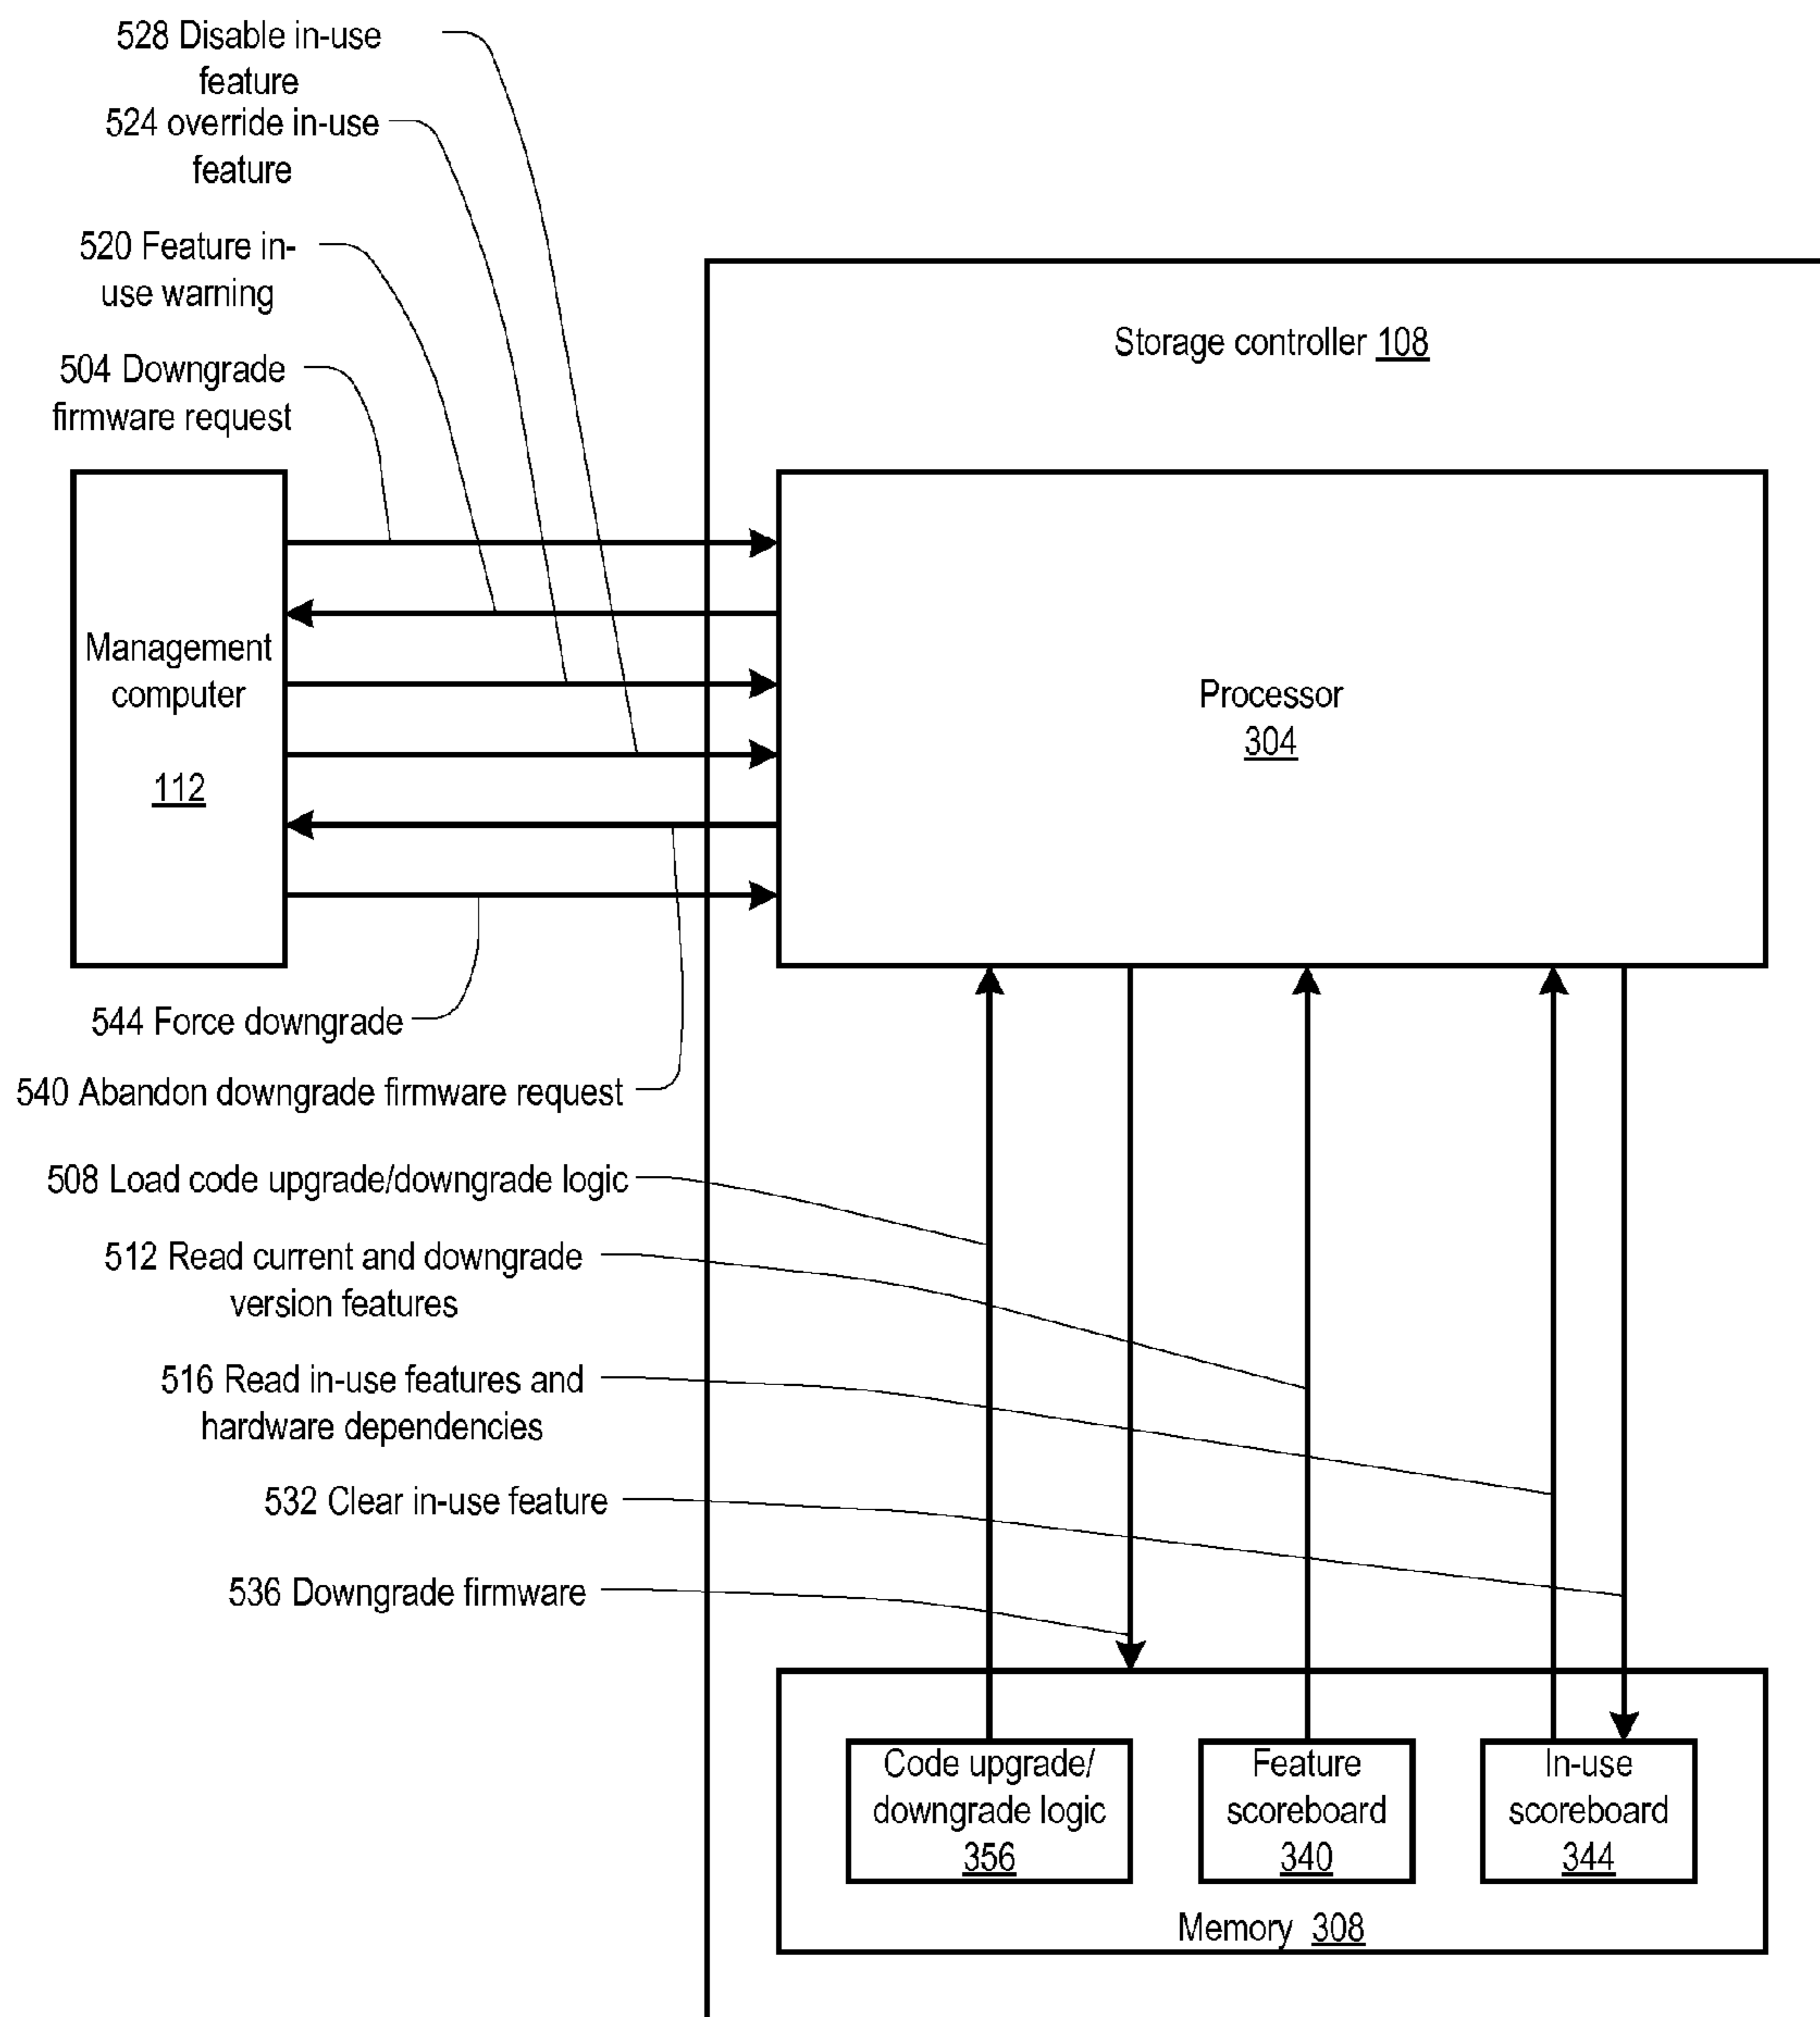 528 Disable in-use
feature
524 override in-use
feature
520 Feature in-
use warning
504 Downgrade
firmware request
Storage controller 108
Management
computer
112
Processor
304
544 Force downgrade
540 Abandon downgrade firmware request
508 Load code upgrade/downgrade logic
512 Read current and downgrade
version features
516 Read in-use features and
hardware dependencies
532 Clear in-use feature
536 Downgrade firmware
Code upgrade/
downgrade logic
356
Feature
scoreboard
340
In-use
scoreboard
344
Memory 308